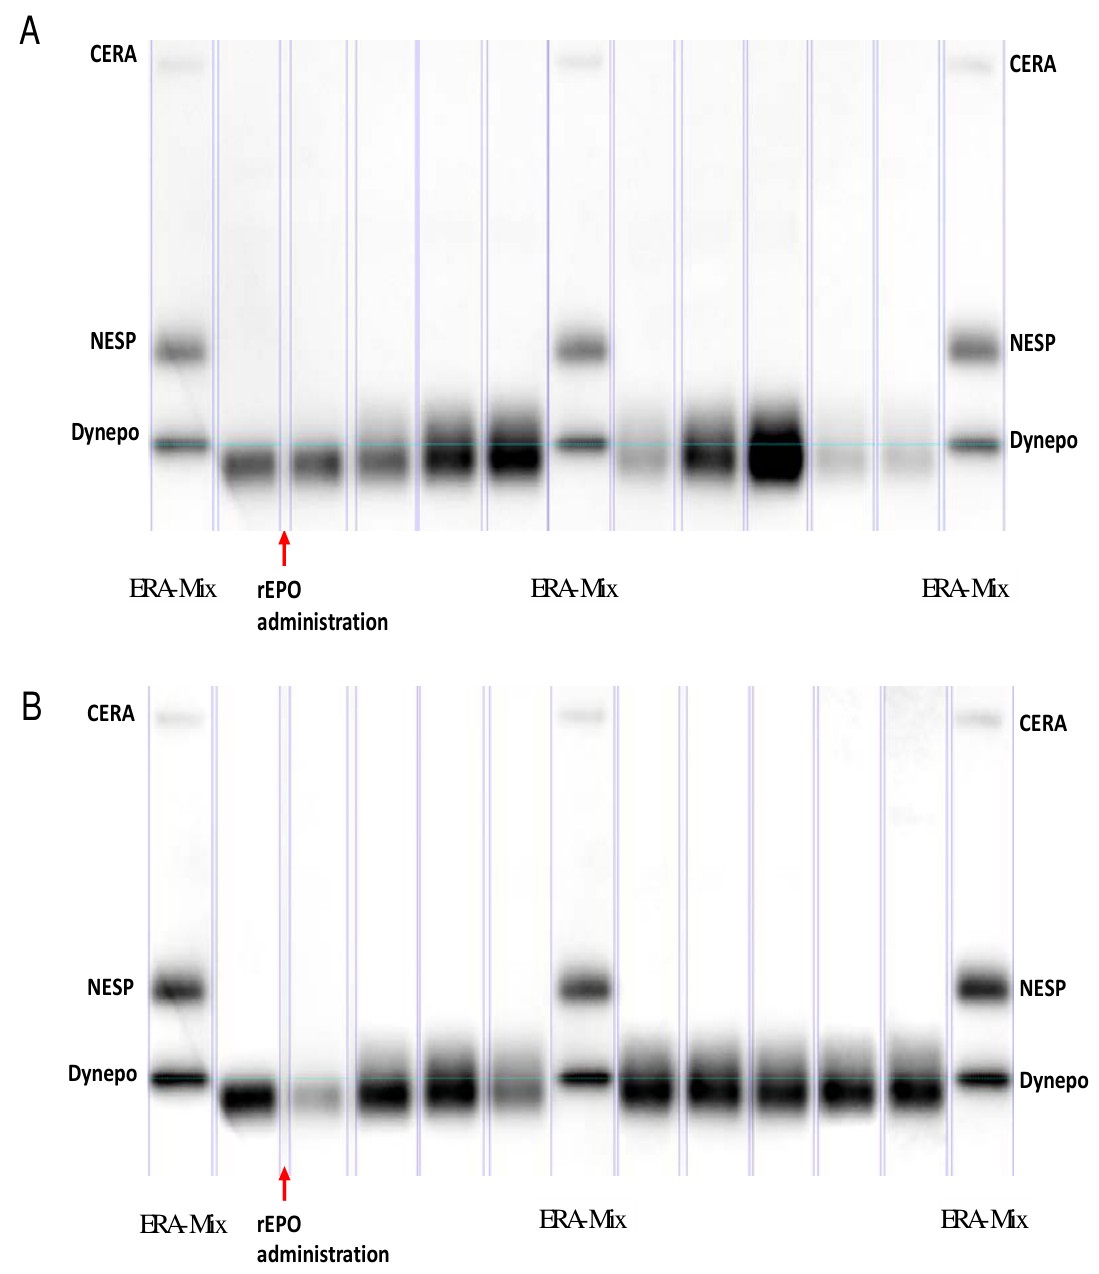 A
CERA
CERA
NESP
NESP
Dynepo
Dynepo
ERA-Mix
rEPO
administration
ERA-Mix
ERA-Mix
B
CERA
CERA
NESP
NESP
Dynepo
Dynepo
ERA-Mix
rEPO
administration
ERA-Mix
ERA-Mix